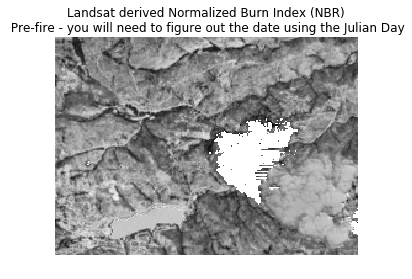 Landsat derived Normalized Burn Index (NBR)
Pre-fire - you will need to figure out the date using the Julian Day